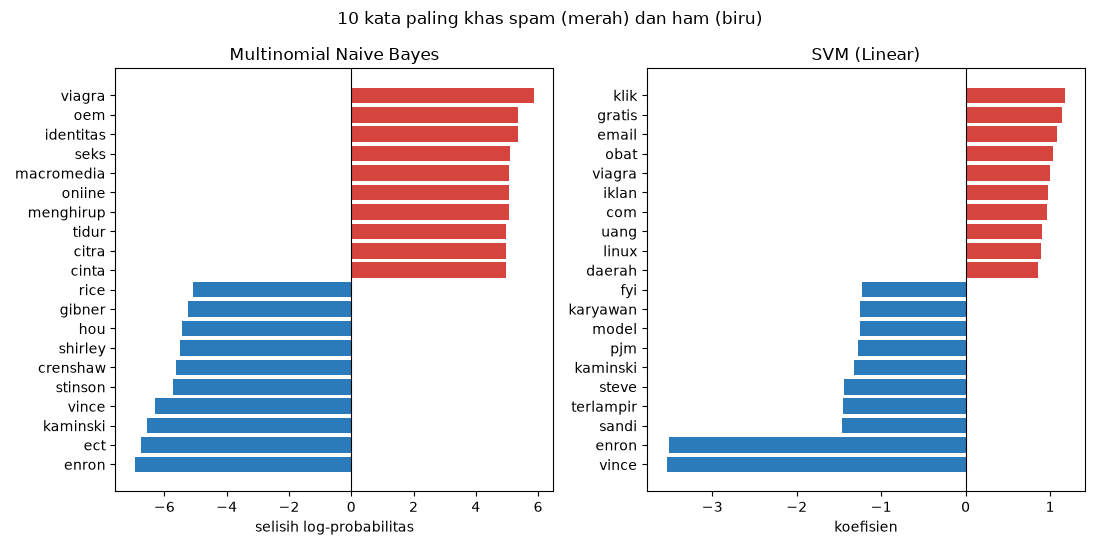 10 kata paling khas spam (merah) dan ham (biru)
Multinomial Naive Bayes
viagra
oem
identitas
seks
macromedia
oniine
menghirup
tidur
citra
cinta
rice
gibner
hou
shirley
crenshaw
stinson
vince
kaminski
ect
enron
−6 −4 −2 0 2 4 6
selisih log-probabilitas
SVM (Linear)
klik
gratis
email
obat
viagra
iklan
com
uang
linux
daerah
fyi
karyawan
model
pjm
kaminski
steve
terlampir
sandi
enron
vince
−3 −2 −1 0 1
koefisien